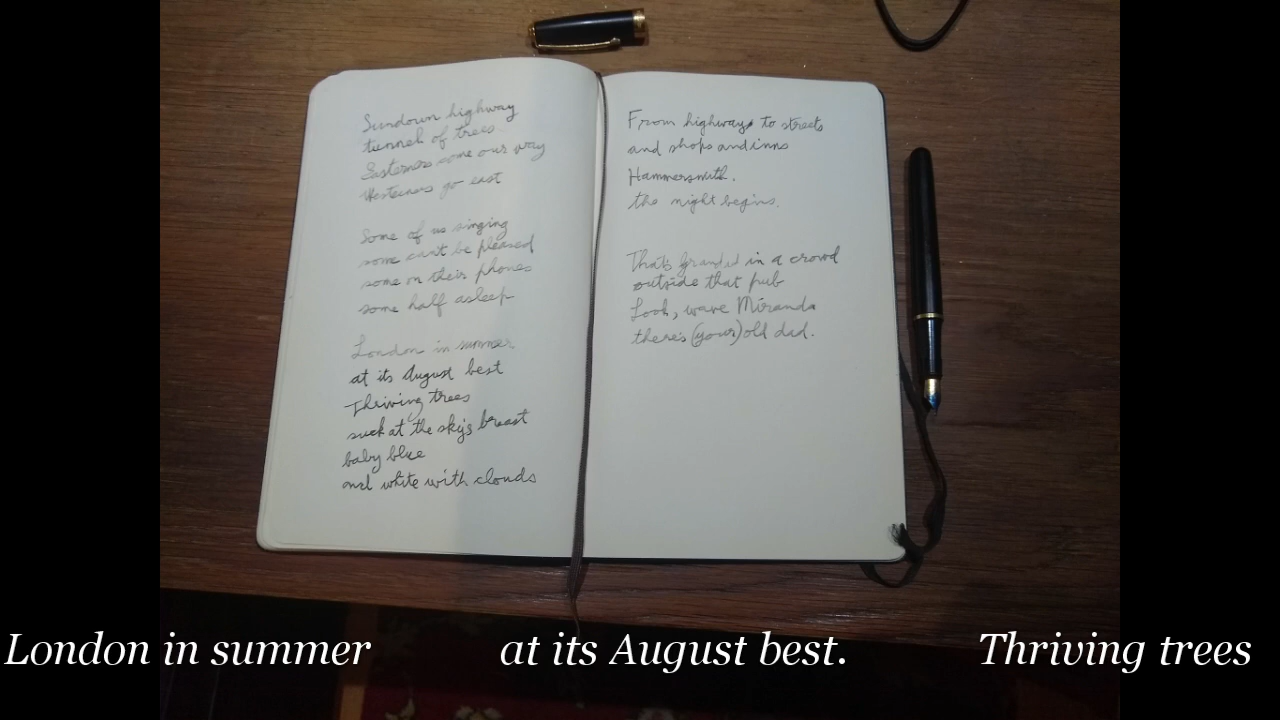 Sundown highway
tunnel of trees
Easterners come our way
Westerners go east
Some of us singing
some can't be pleased
some on their phones
some half asleep
London in summer
at its August best
Thriving trees
suck at the sky's breast
baby blue
and white with clouds
From highways to streets
and shops and inns
Hammersmith.
the night begins.
That's grandad in a crowd
outside that pub
Look, wave Miranda
there's (your) old dad.
London in summer at its August best. Thriving trees